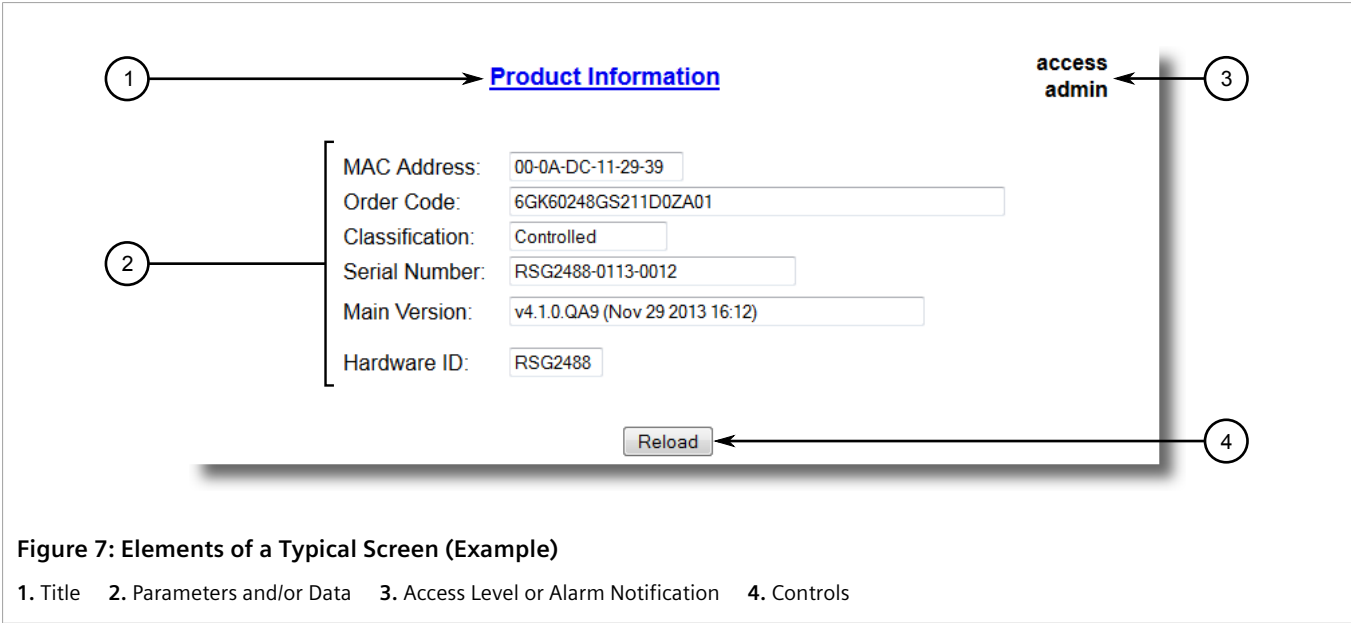 1
Product Information
access
admin
3
MAC Address: 00-0A-DC-11-29-39
Order Code: 6GK60248GS211D0ZA01
Classification: Controlled
2
Serial Number: RSG2488-0113-0012
Main Version: v4.1.0.QA9 (Nov 29 2013 16:12)
Hardware ID: RSG2488
Reload
4
Figure 7: Elements of a Typical Screen (Example)
1. Title 2. Parameters and/or Data 3. Access Level or Alarm Notification 4. Controls